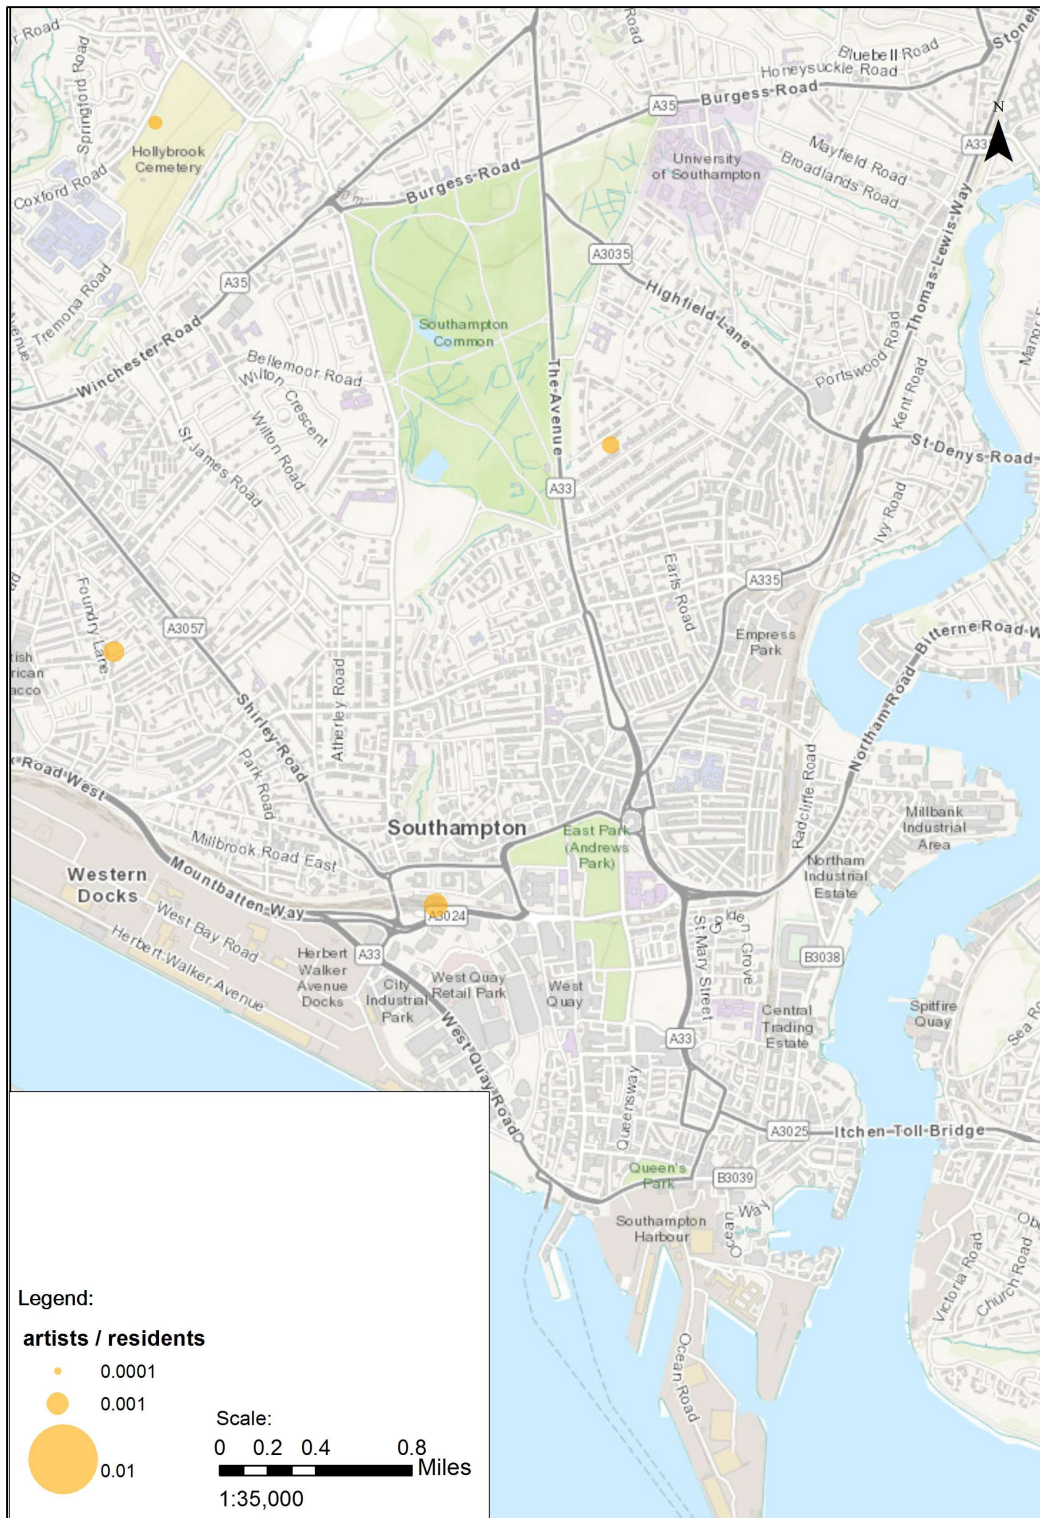 Bluebell Road
Honeysuckle Road
Burgess Road
A35
Springford Road
N
A33
Hollybrook
Cemetery
University
of Southampton
Mayfield Road
Broadlands Road
Coxford Road
Burgess Road
A3035
Thomas Lewis Way
A35
Tremona Road
Highfield Lane
Southampton
Common
Winchester Road
Bellemoor Road
Wilton Crescent
The Avenue
Portswood Road
Kent Road
St James Road
Wilton Road
St Denys Road
A33
Ivy Road
Earls Road
A335
Foundry Lane
A3057
Empress
Park
Bitterne Road W
Atherley Road
Shirley Road
Northam Road
Park Road
Road West
Radcliffe Road
Millbank
Industrial
Area
Southampton
East Park
(Andrews
Park)
Millbrook Road East
Northam
Industrial
Estate
Western
Docks
Mountbatten Way
A3024
West Bay Road
Golden Grove
St Mary Street
B3038
Herbert Walker Avenue
Herbert
Walker
Avenue
Docks
A33
West Quay
Retail Park
City
Industrial
Park
West
Quay
Spitfire
Quay
Central
Trading
Estate
West Quay Road
A33
Queensway
A3025
Itchen Toll Bridge
Queen's
Park
B3039
Southampton
Harbour
Ocean Way
Victoria Road
Church Road
Ocean Road
Legend:
artists / residents
0.0001
0.001
0.01
Scale:
0 0.2 0.4 0.8
Miles
1:35,000